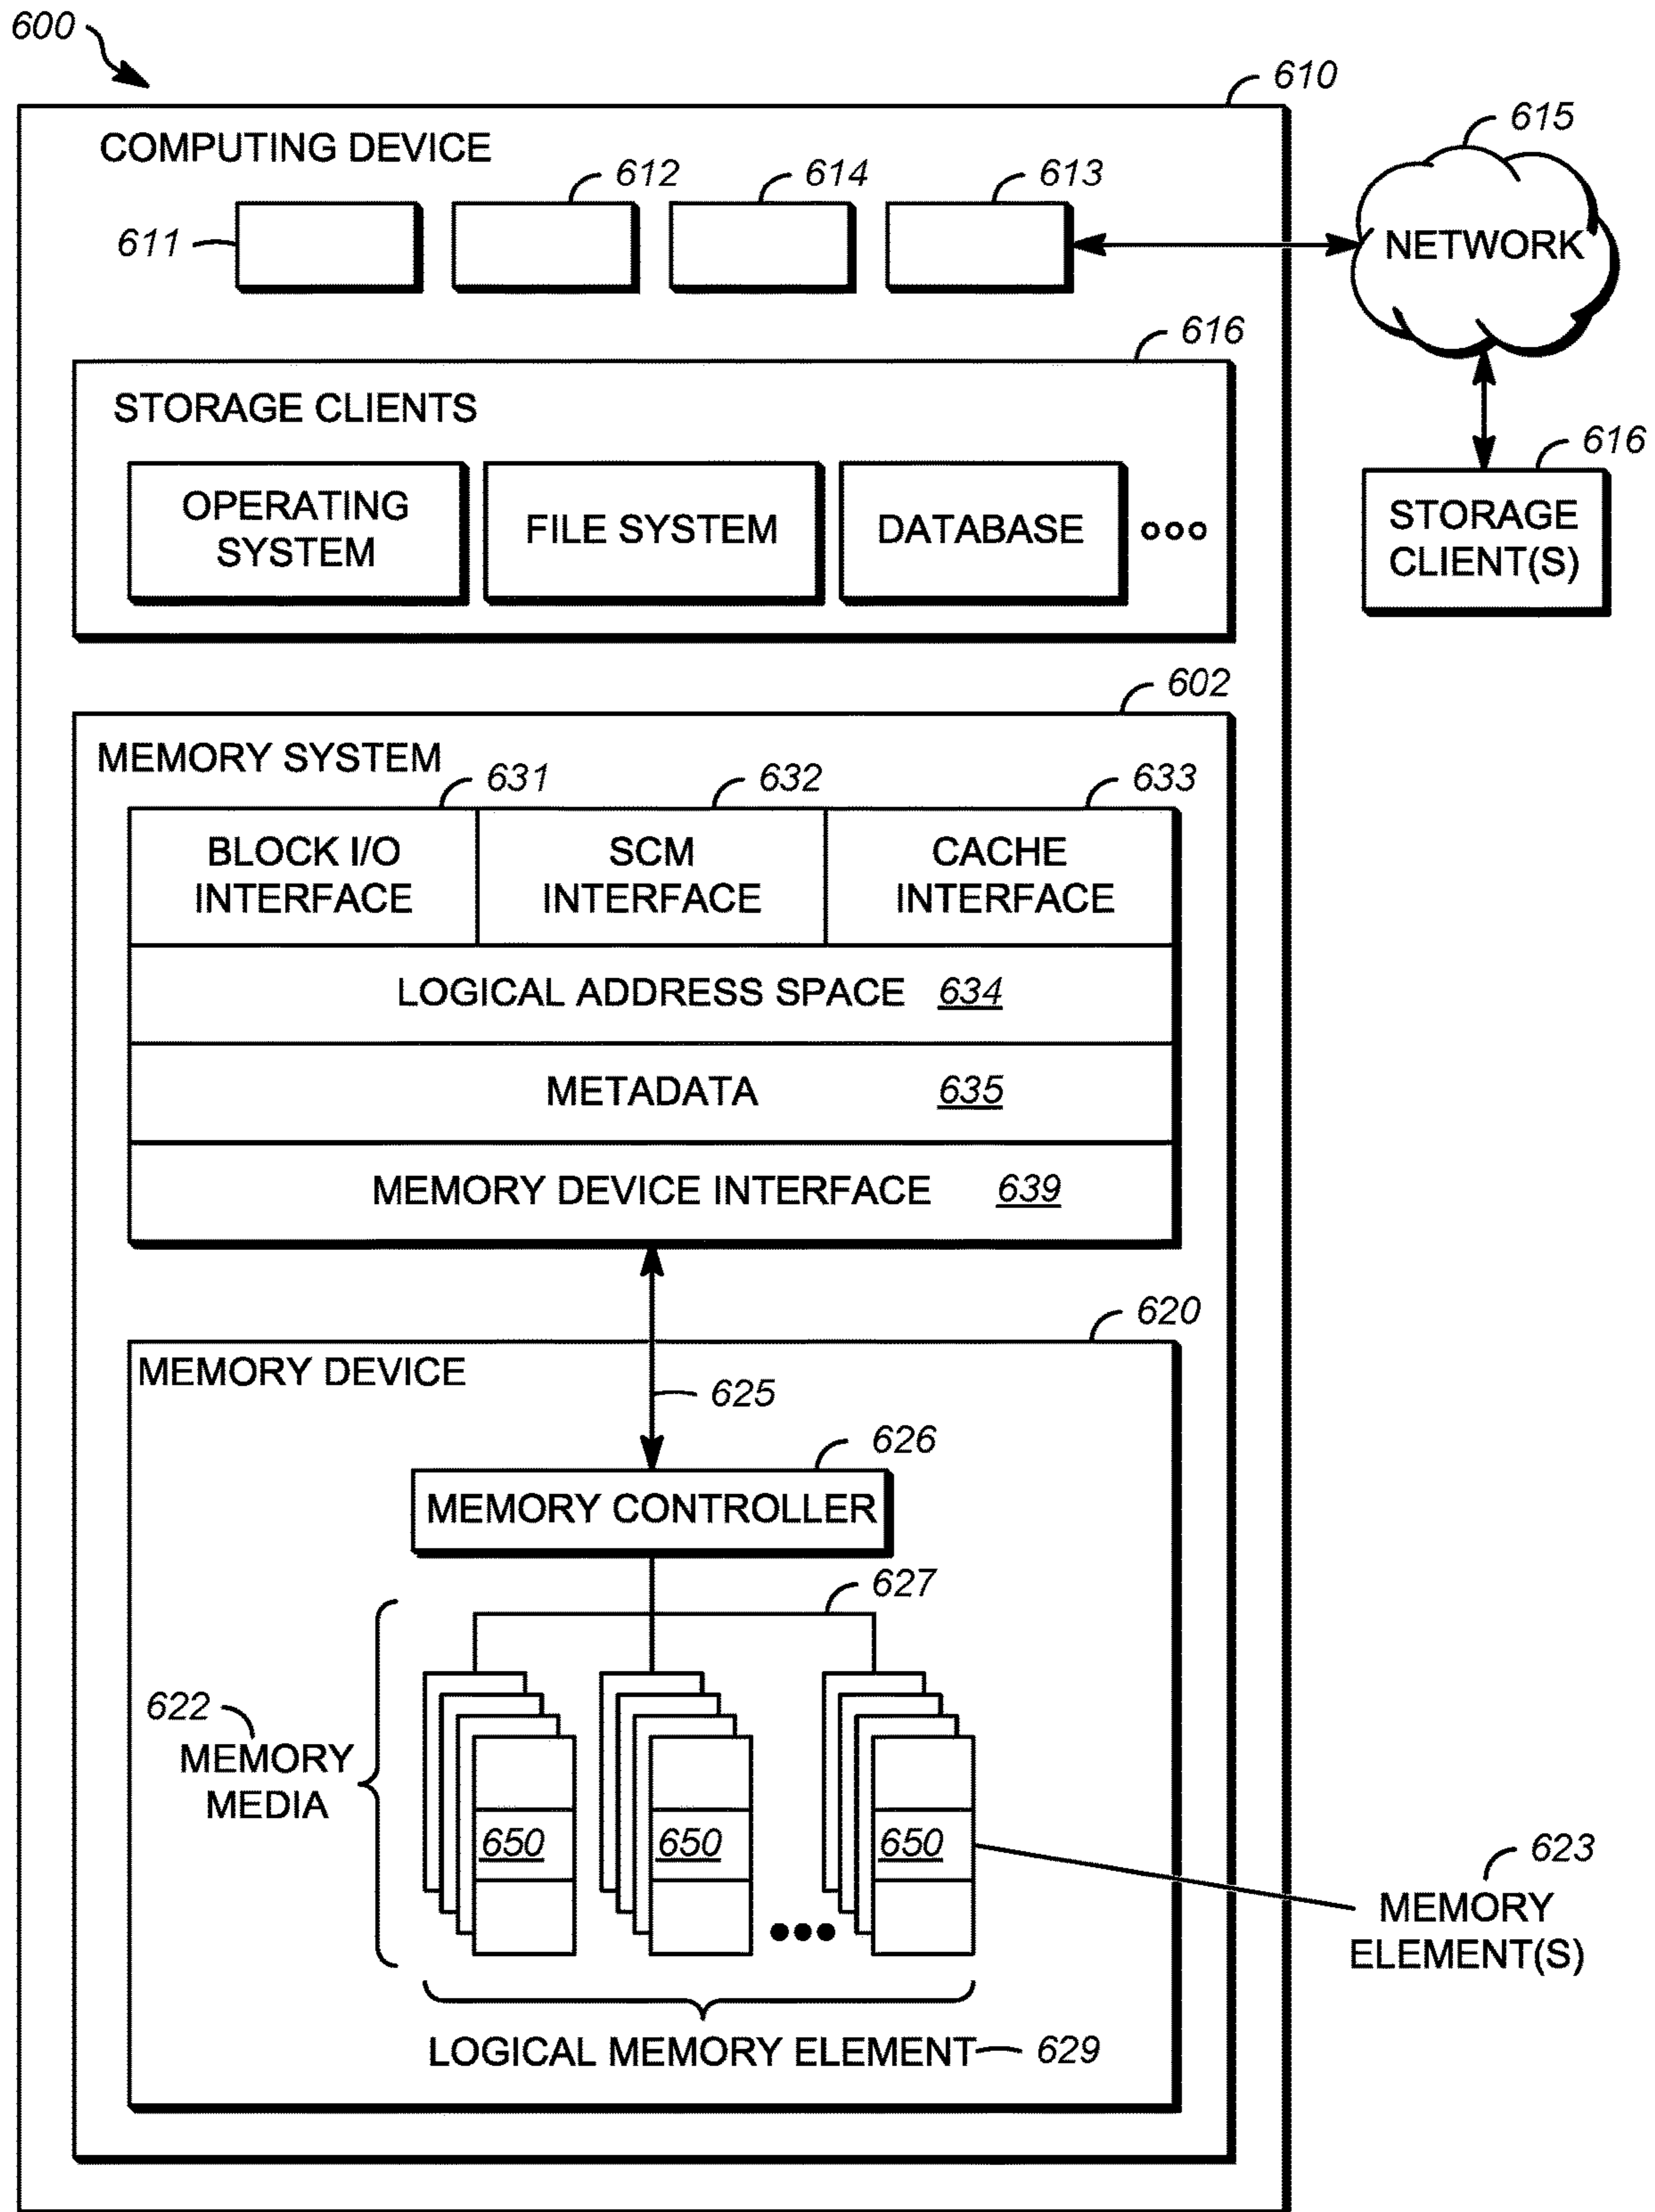 600
610
COMPUTING DEVICE
615
612
614
613
611
NETWORK
616
STORAGE CLIENTS
616
OPERATING
SYSTEM
FILE SYSTEM
DATABASE
STORAGE
CLIENT(S)
602
MEMORY SYSTEM
631
632
633
BLOCK I/O
INTERFACE
SCM
INTERFACE
CACHE
INTERFACE
LOGICAL ADDRESS SPACE 634
METADATA 635
MEMORY DEVICE INTERFACE 639
620
MEMORY DEVICE
625
626
MEMORY CONTROLLER
627
622
MEMORY
MEDIA
650
650
650
623
MEMORY
ELEMENT(S)
LOGICAL MEMORY ELEMENT 629